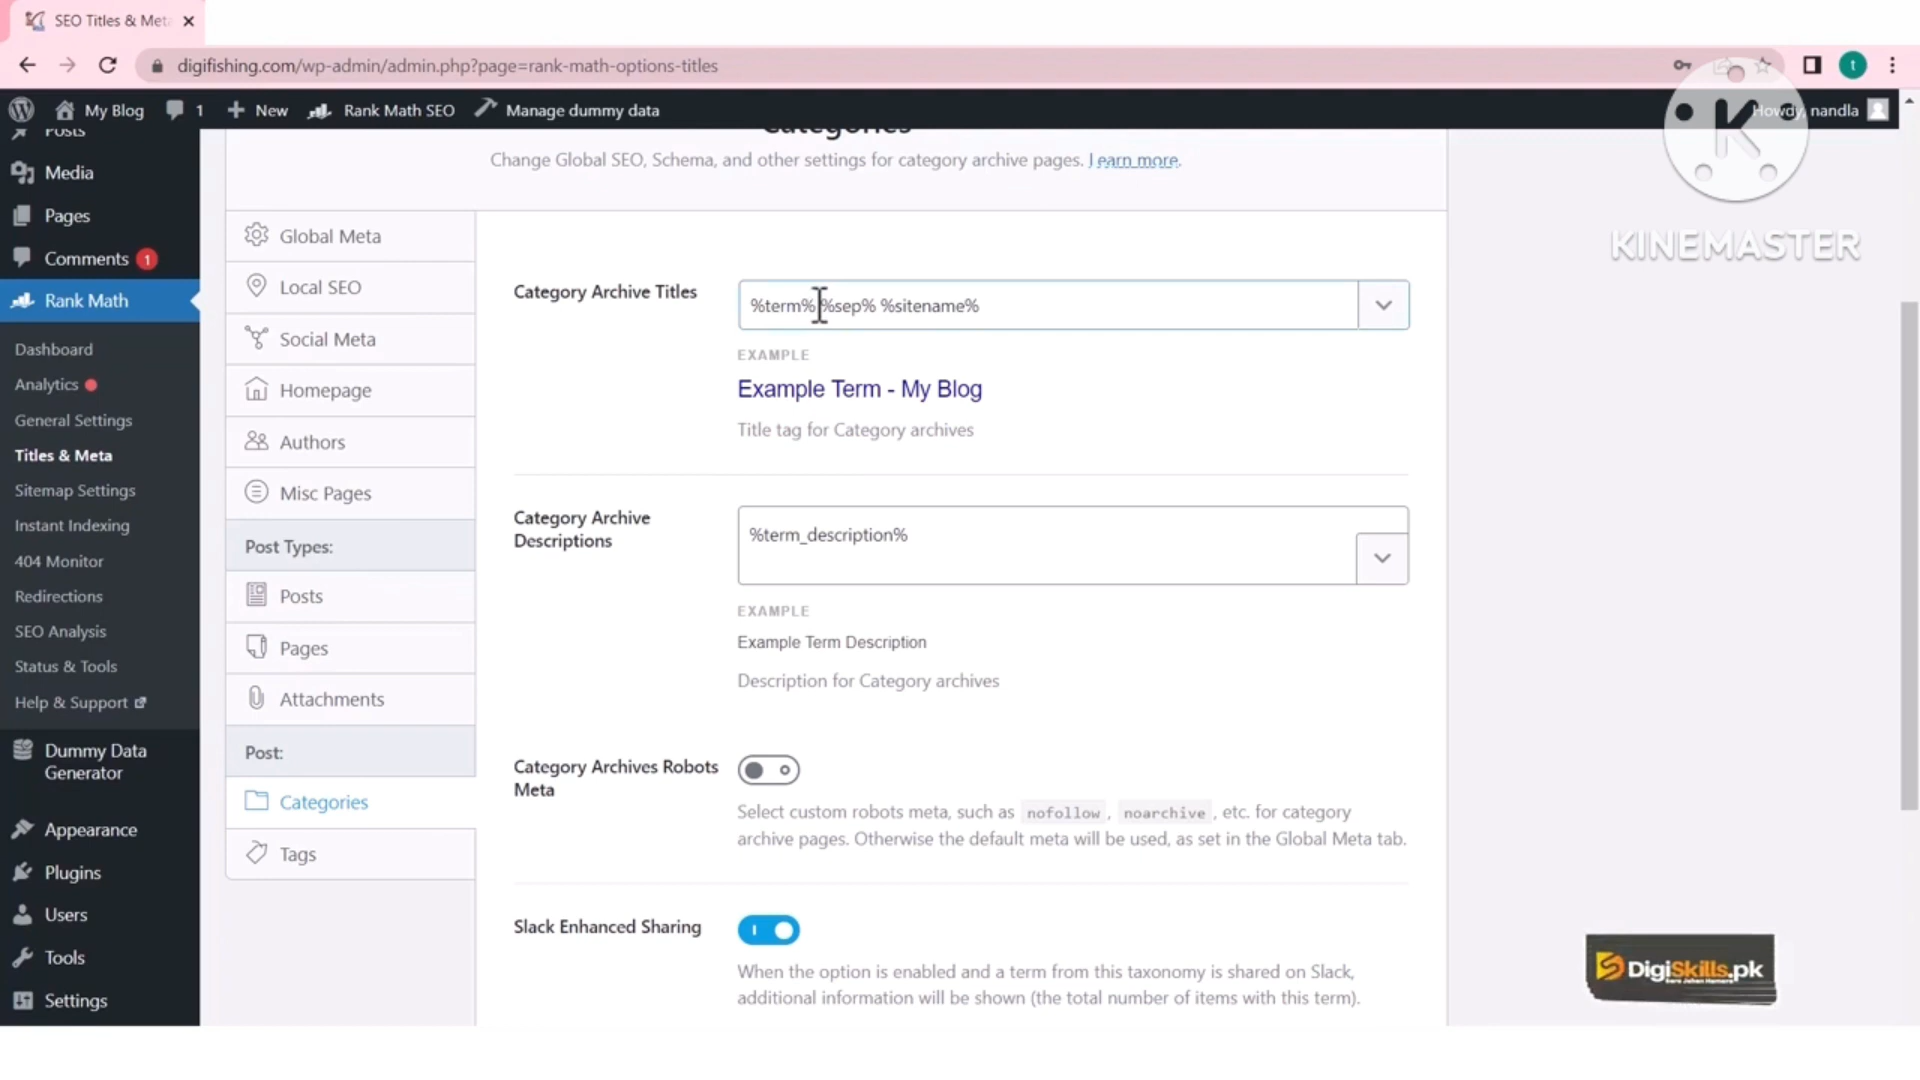 SEO Titles & Meta
digifishing.com/wp-admin/admin.php?page=rank-math-options-titles
t
My Blog
1
New
Rank Math SEO
Manage dummy data
Howdy, nandla
K
KINEMASTER
Posts
Media
Pages
Comments 1
Rank Math
Dashboard
Analytics
General Settings
Titles & Meta
Sitemap Settings
Instant Indexing
404 Monitor
Redirections
SEO Analysis
Status & Tools
Help & Support
Dummy Data
Generator
Appearance
Plugins
Users
Tools
Settings
Categories
Change Global SEO, Schema, and other settings for category archive pages. Learn more.
Global Meta
Local SEO
Social Meta
Homepage
Authors
Misc Pages
Post Types:
Posts
Pages
Attachments
Post:
Categories
Tags
Category Archive Titles
%term% %sep% %sitename%
EXAMPLE
Example Term - My Blog
Title tag for Category archives
Category Archive
Descriptions
%term_description%
EXAMPLE
Example Term Description
Description for Category archives
Category Archives Robots
Meta
Select custom robots meta, such as nofollow, noarchive, etc. for category
archive pages. Otherwise the default meta will be used, as set in the Global Meta tab.
Slack Enhanced Sharing
When the option is enabled and a term from this taxonomy is shared on Slack,
additional information will be shown (the total number of items with this term).
DigiSkills.pk